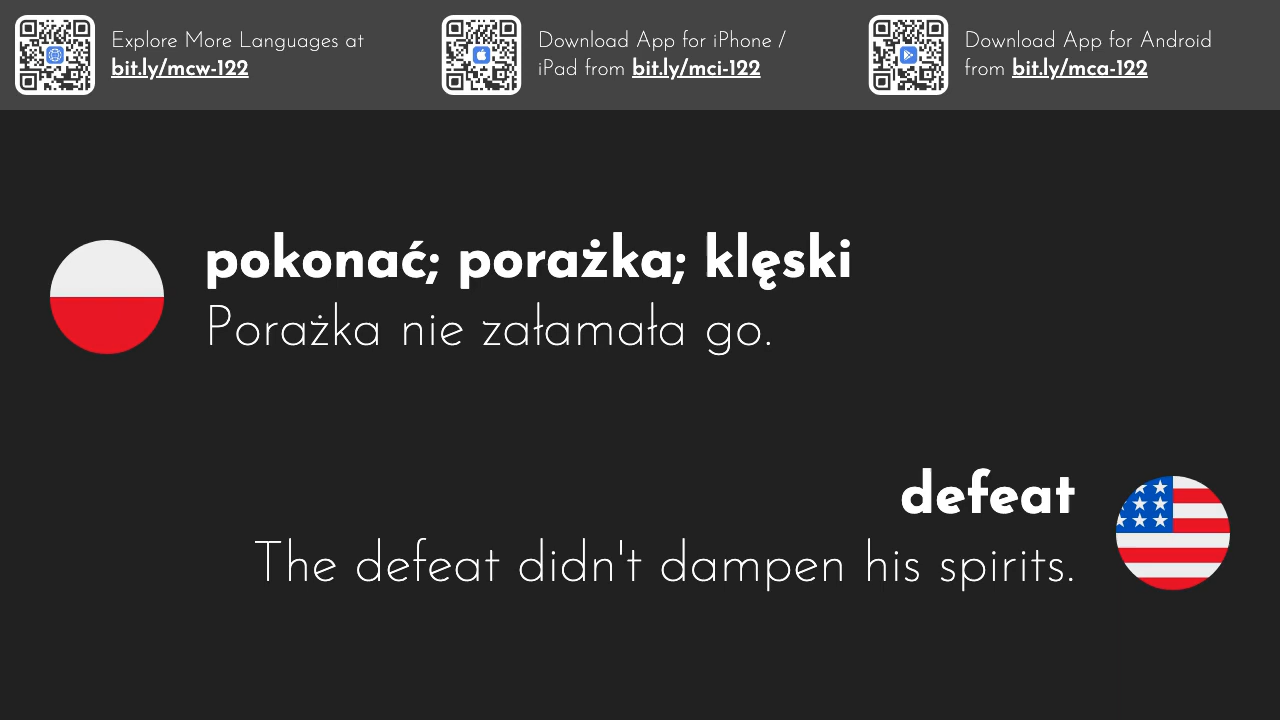 Explore More Languages at
bit.ly/mcw-122
Download App for iPhone /
iPad from bit.ly/mci-122
Download App for Android
from bit.ly/mca-122
pokonać; porażka; klęski
Porażka nie załamała go.
defeat
The defeat didn't dampen his spirits.